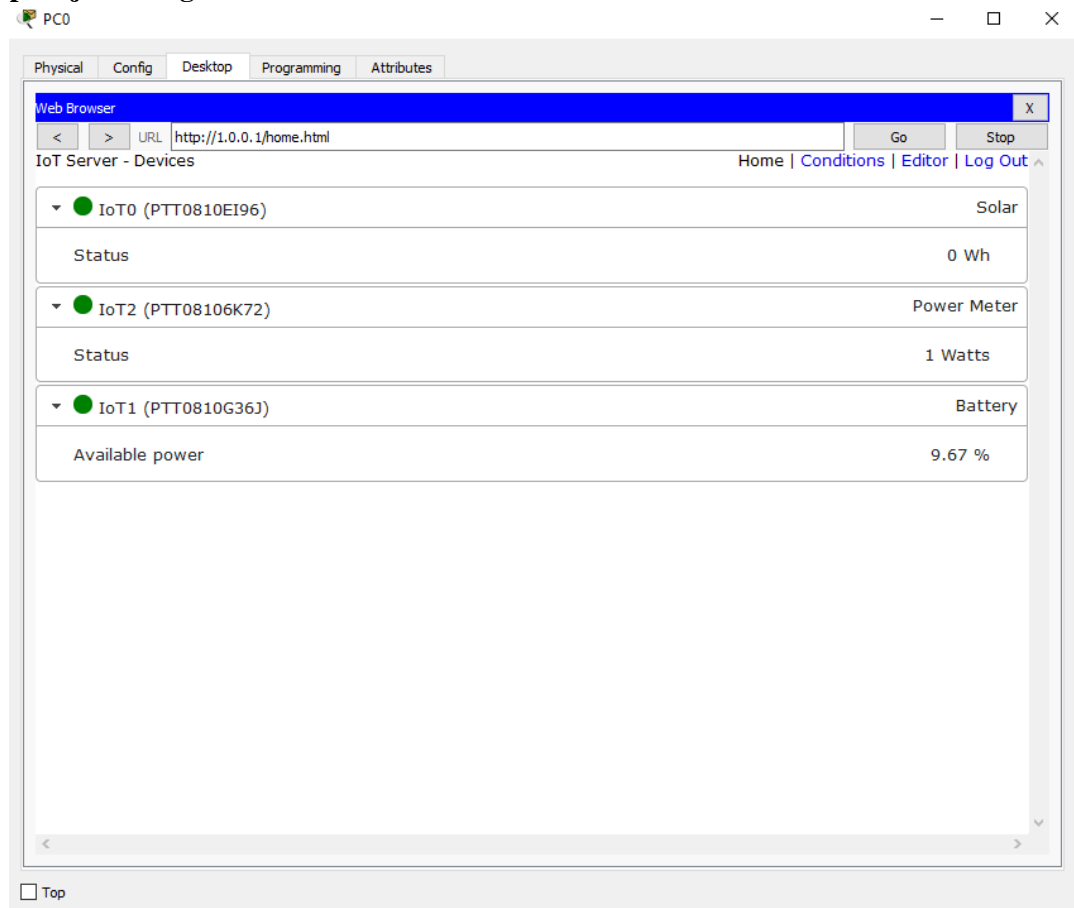 PC0
Physical Config Desktop Programming Attributes
Web Browser X
< > URL http://1.0.0.1/home.html Go Stop
IoT Server - Devices Home | Conditions | Editor | Log Out
IoT0 (PTT0810EI96) Solar
Status 0 Wh
IoT2 (PTT08106K72) Power Meter
Status 1 Watts
IoT1 (PTT0810G36J) Battery
Available power 9.67 %
Top